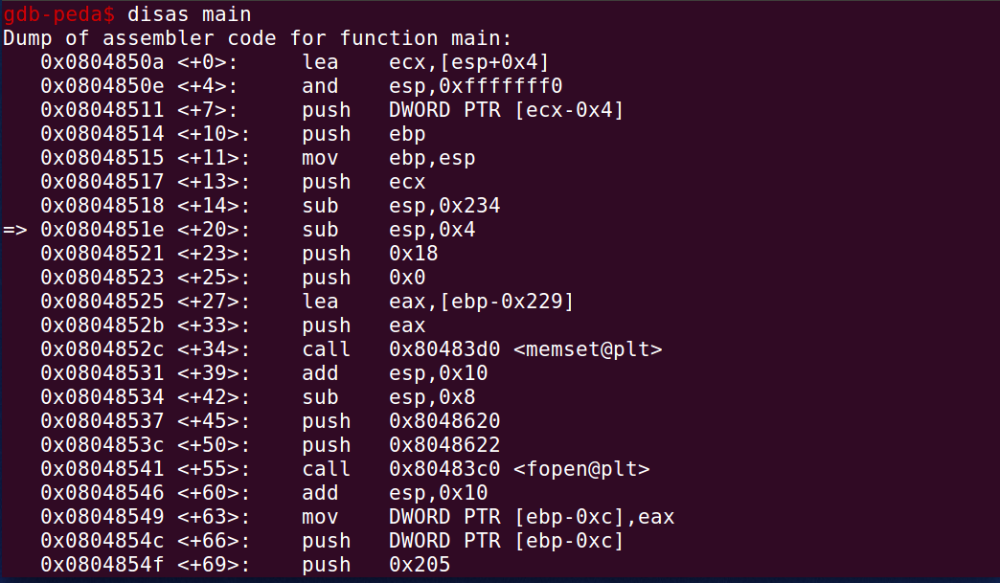 gdb-peda$ disas main
Dump of assembler code for function main:
   0x0804850a <+0>:     lea    ecx,[esp+0x4]
   0x0804850e <+4>:     and    esp,0xfffffff0
   0x08048511 <+7>:     push   DWORD PTR [ecx-0x4]
   0x08048514 <+10>:    push   ebp
   0x08048515 <+11>:    mov    ebp,esp
   0x08048517 <+13>:    push   ecx
   0x08048518 <+14>:    sub    esp,0x234
=> 0x0804851e <+20>:    sub    esp,0x4
   0x08048521 <+23>:    push   0x18
   0x08048523 <+25>:    push   0x0
   0x08048525 <+27>:    lea    eax,[ebp-0x229]
   0x0804852b <+33>:    push   eax
   0x0804852c <+34>:    call   0x80483d0 <memset@plt>
   0x08048531 <+39>:    add    esp,0x10
   0x08048534 <+42>:    sub    esp,0x8
   0x08048537 <+45>:    push   0x8048620
   0x0804853c <+50>:    push   0x8048622
   0x08048541 <+55>:    call   0x80483c0 <fopen@plt>
   0x08048546 <+60>:    add    esp,0x10
   0x08048549 <+63>:    mov    DWORD PTR [ebp-0xc],eax
   0x0804854c <+66>:    push   DWORD PTR [ebp-0xc]
   0x0804854f <+69>:    push   0x205